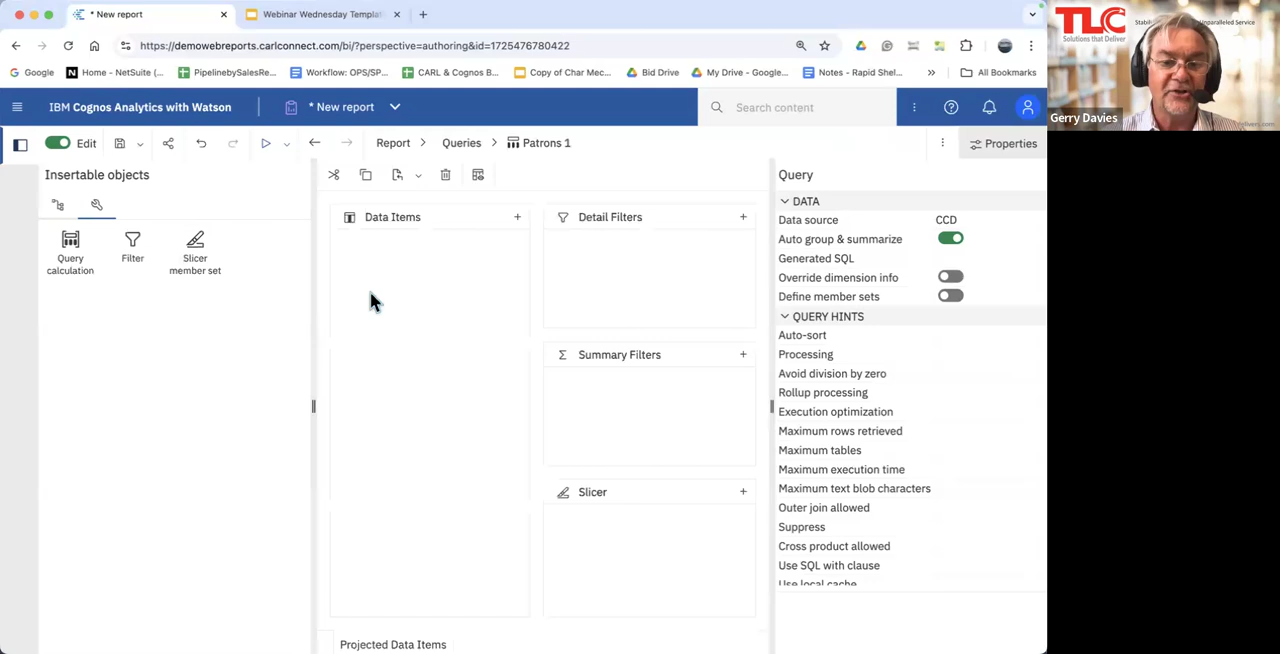 * New report
Webinar Wednesday Templat
https://demowebreports.carlconnect.com/bi/?perspective=authoring&id=1725476780422
Google
Home - NetSuite (...
PipelinebySalesRe...
Workflow: OPS/SP...
CARL & Cognos B...
Copy of Char Mec...
Bid Drive
My Drive - Google...
Notes - Rapid Shel...
All Bookmarks
IBM Cognos Analytics with Watson
* New report
Search content
Edit
Report
Queries
Patrons 1
Properties
Insertable objects
Query calculation
Filter
Slicer member set
Data Items
Detail Filters
Summary Filters
Slicer
Projected Data Items
Query
DATA
Data source CCD
Auto group & summarize
Generated SQL
Override dimension info
Define member sets
QUERY HINTS
Auto-sort
Processing
Avoid division by zero
Rollup processing
Execution optimization
Maximum rows retrieved
Maximum tables
Maximum execution time
Maximum text blob characters
Outer join allowed
Suppress
Cross product allowed
Use SQL with clause
Use local cache
TLC
Solutions that Deliver
Gerry Davies